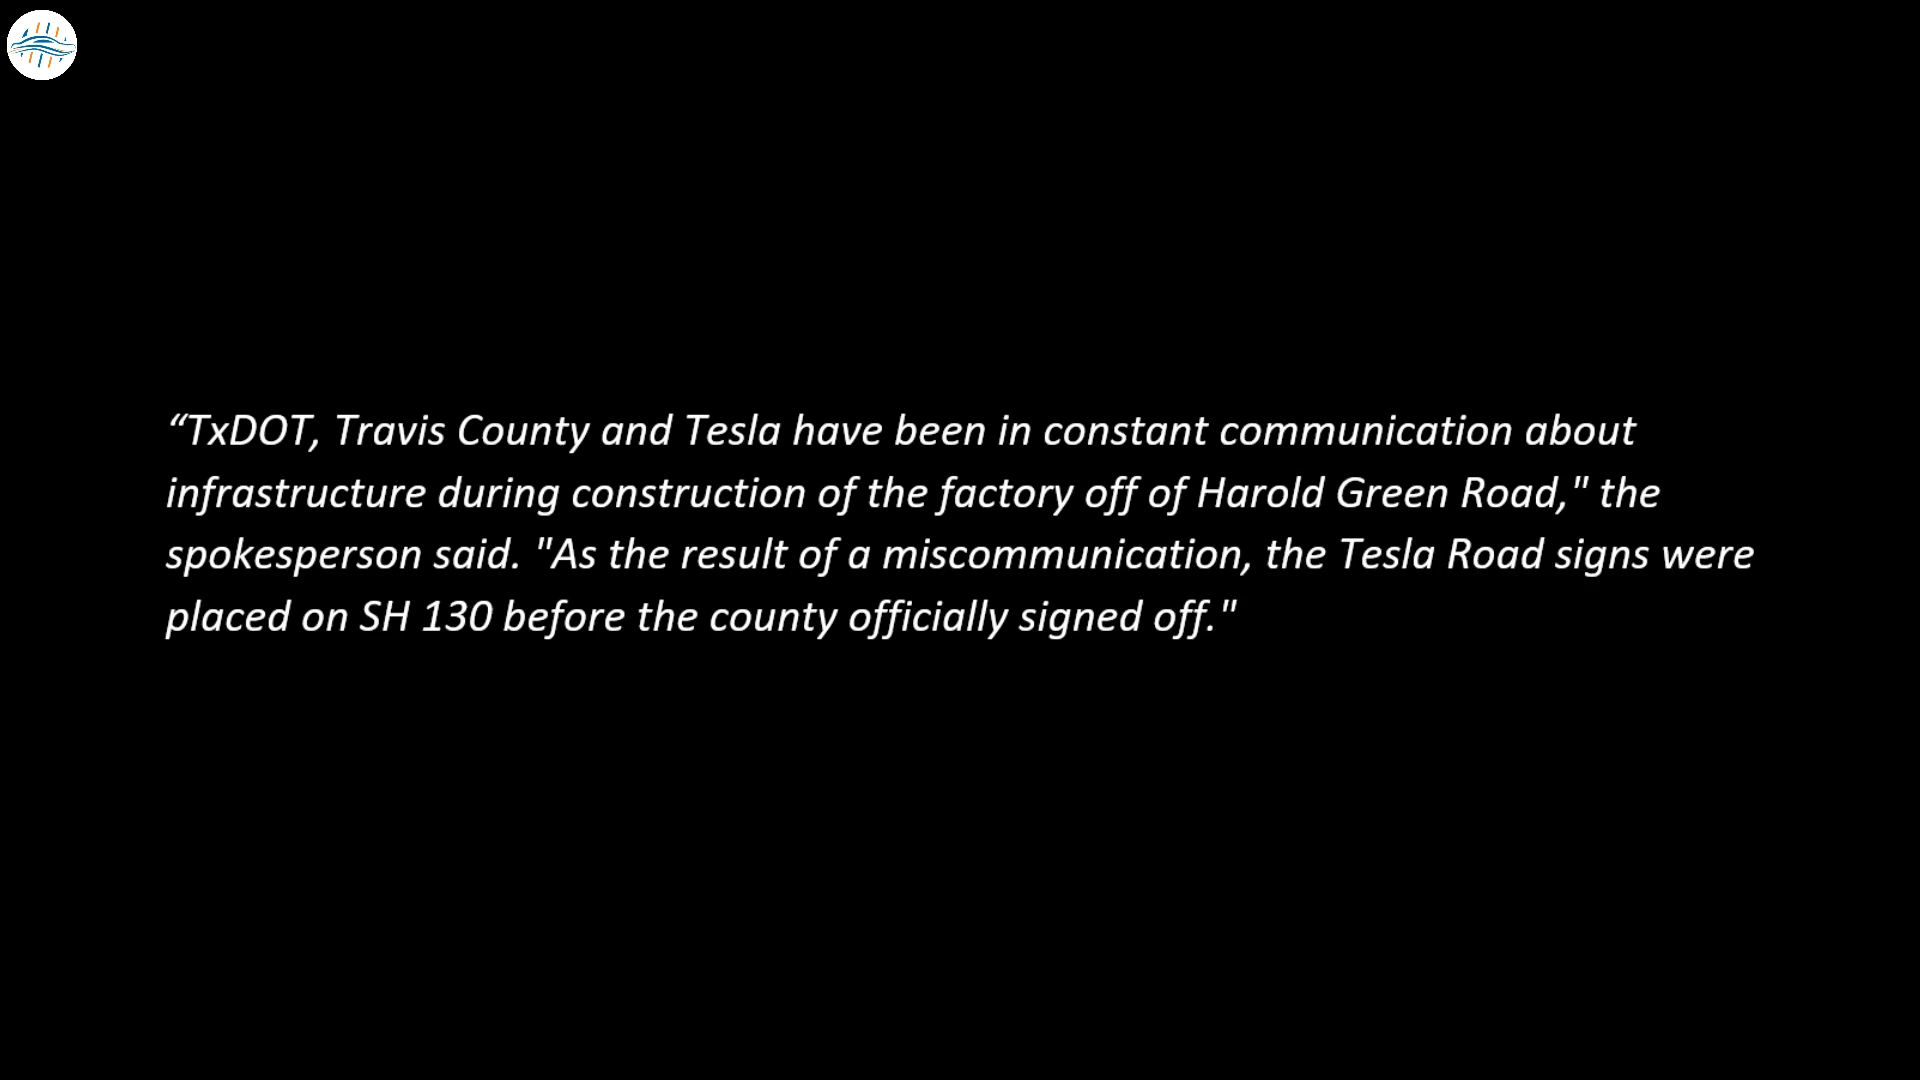 “TxDOT, Travis County and Tesla have been in constant communication about
infrastructure during construction of the factory off of Harold Green Road," the
spokesperson said. "As the result of a miscommunication, the Tesla Road signs were
placed on SH 130 before the county officially signed off."